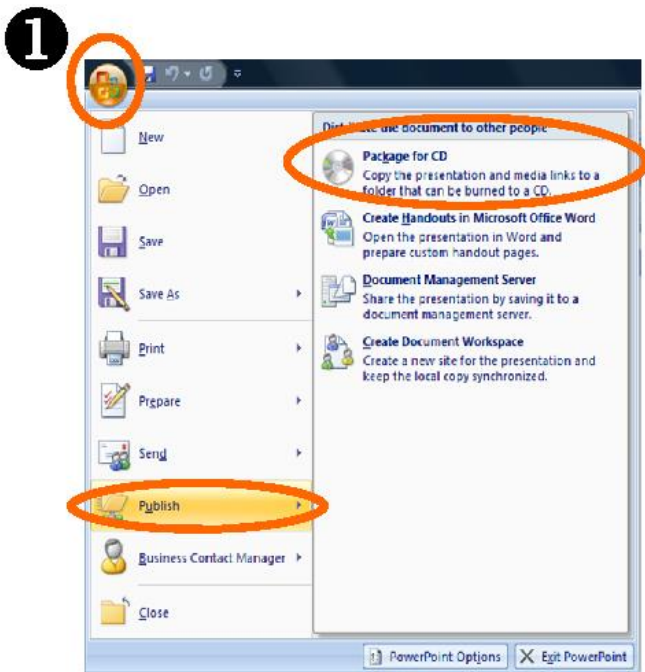 1
New
Open
Save
Save As
Print
Prepare
Send
Publish
Business Contact Manager
Close
Distribute the document to other people
Package for CD
Copy the presentation and media links to a
folder that can be burned to a CD.
Create Handouts in Microsoft Office Word
Open the presentation in Word and
prepare custom handout pages.
Document Management Server
Share the presentation by saving it to a
document management server.
Create Document Workspace
Create a new site for the presentation and
keep the local copy synchronized.
PowerPoint Options
Exit PowerPoint